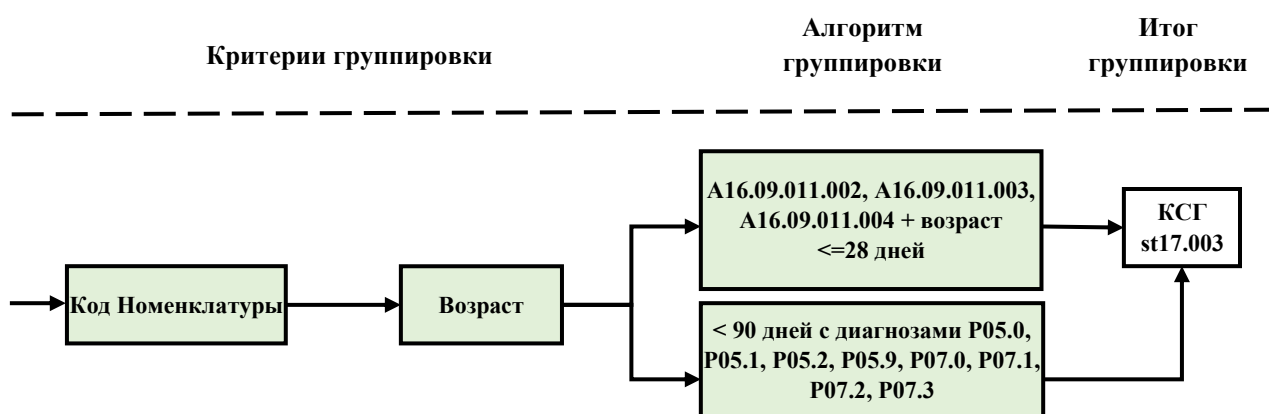 Критерии группировки
Алгоритм
группировки
Итог
группировки
Код Номенклатуры
Возраст
A16.09.011.002, A16.09.011.003,
A16.09.011.004 + возраст
<=28 дней
< 90 дней с диагнозами P05.0,
P05.1, P05.2, P05.9, P07.0, P07.1,
P07.2, P07.3
КСГ
st17.003